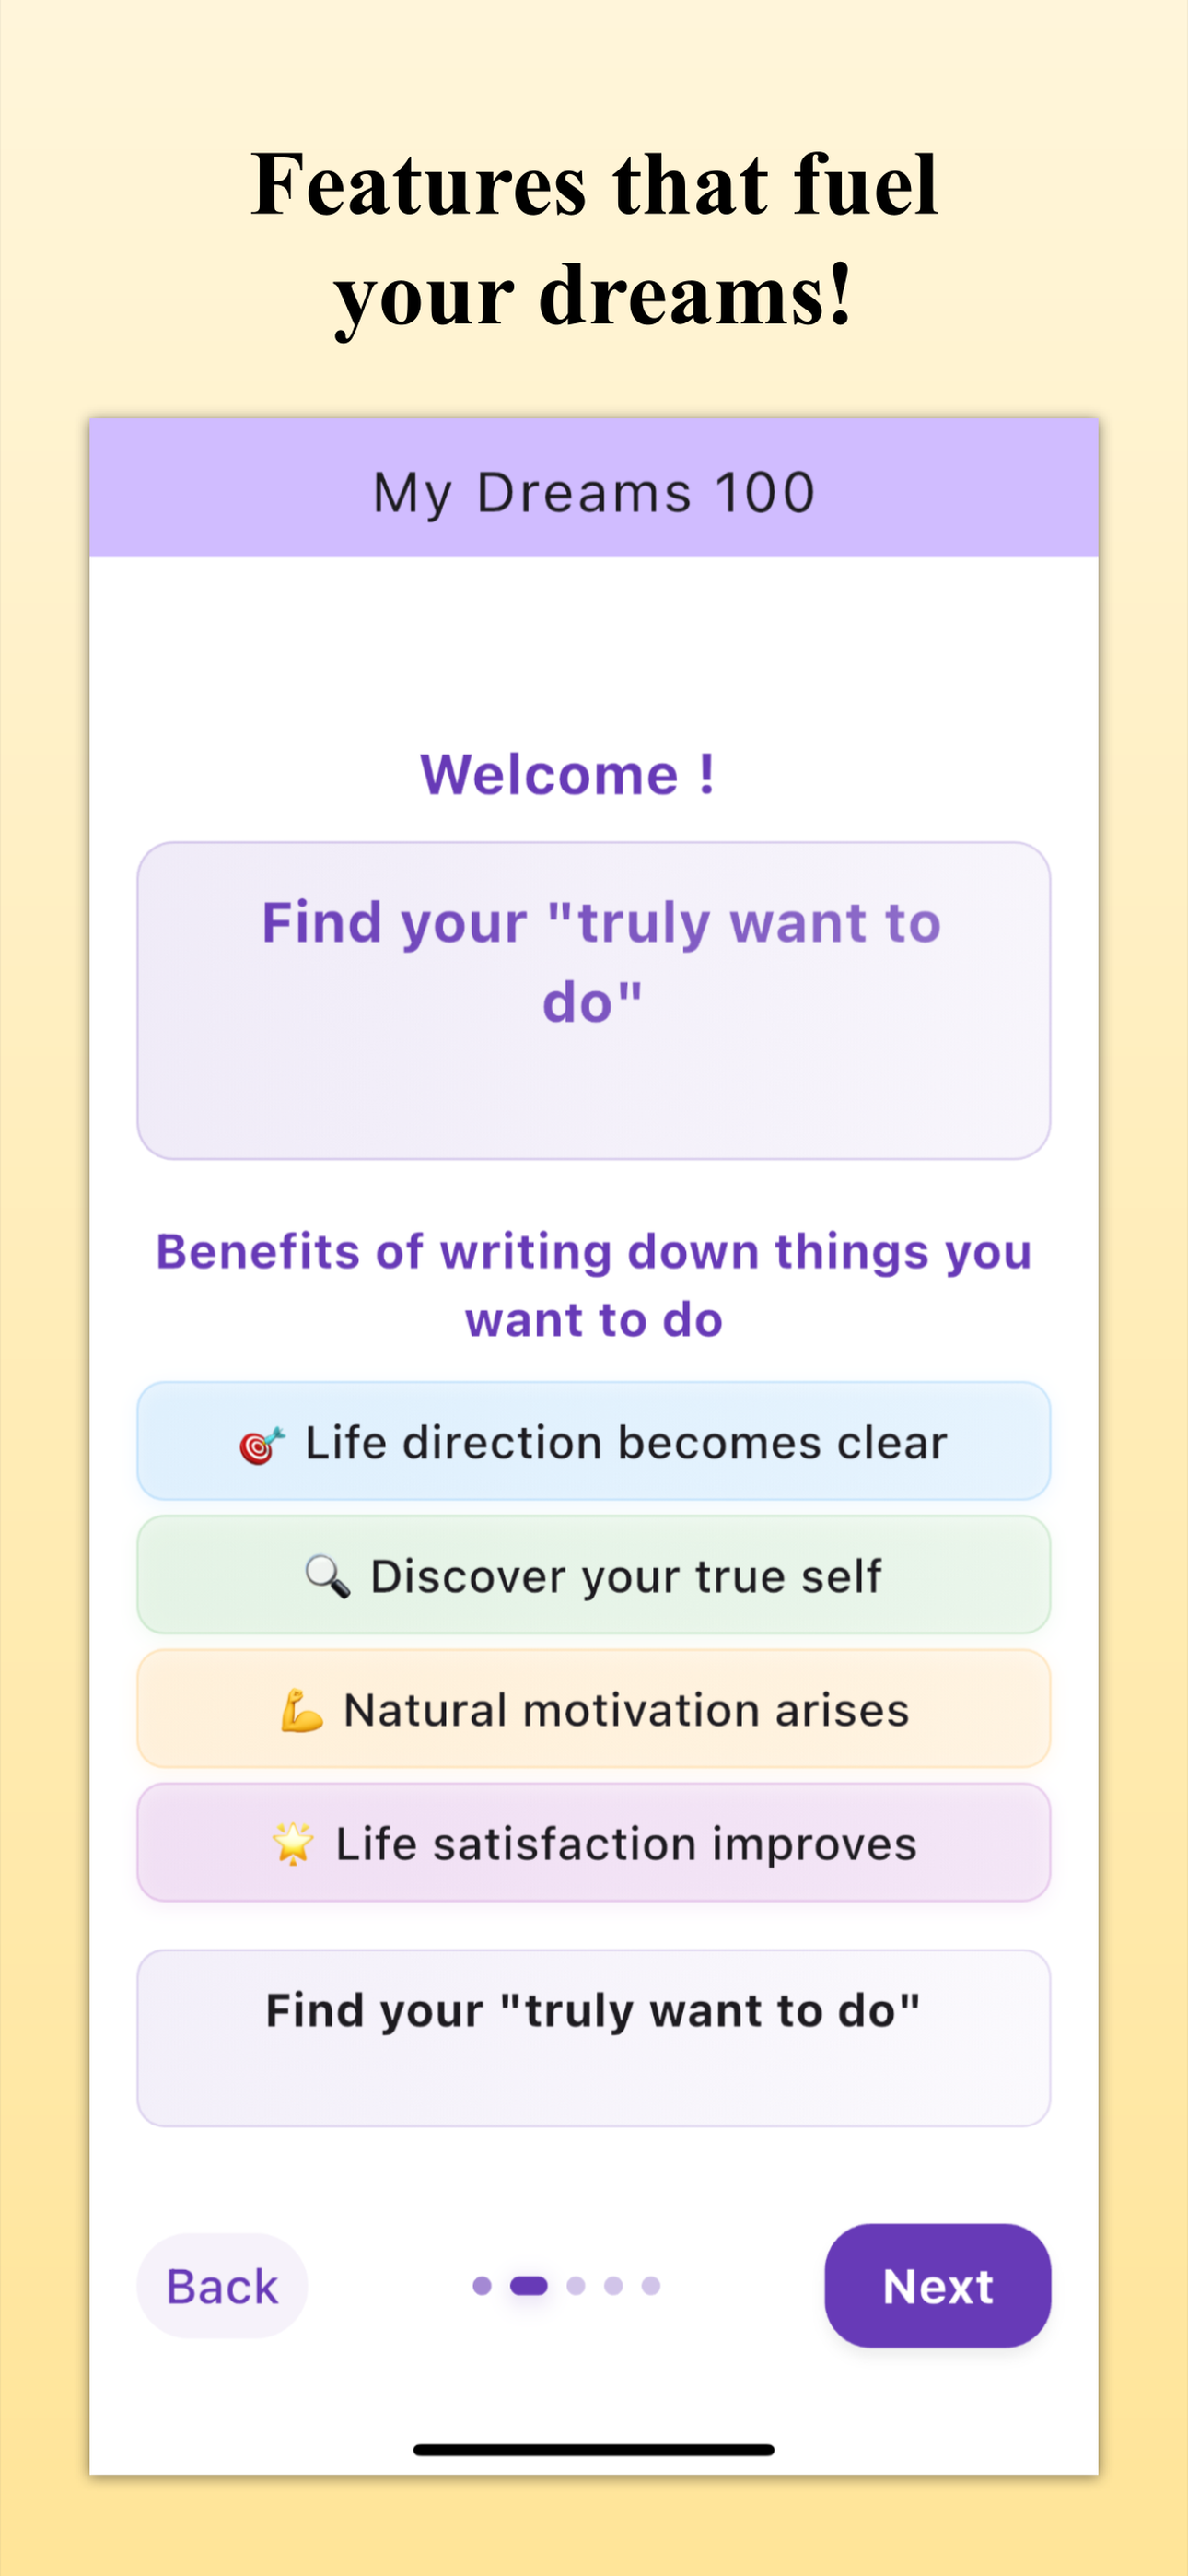 Features that fuel
your dreams!
My Dreams 100
Welcome !
Find your "truly want to
do"
Benefits of writing down things you
want to do
🎯 Life direction becomes clear
🔍 Discover your true self
💪 Natural motivation arises
🌟 Life satisfaction improves
Find your "truly want to do"
Back
Next